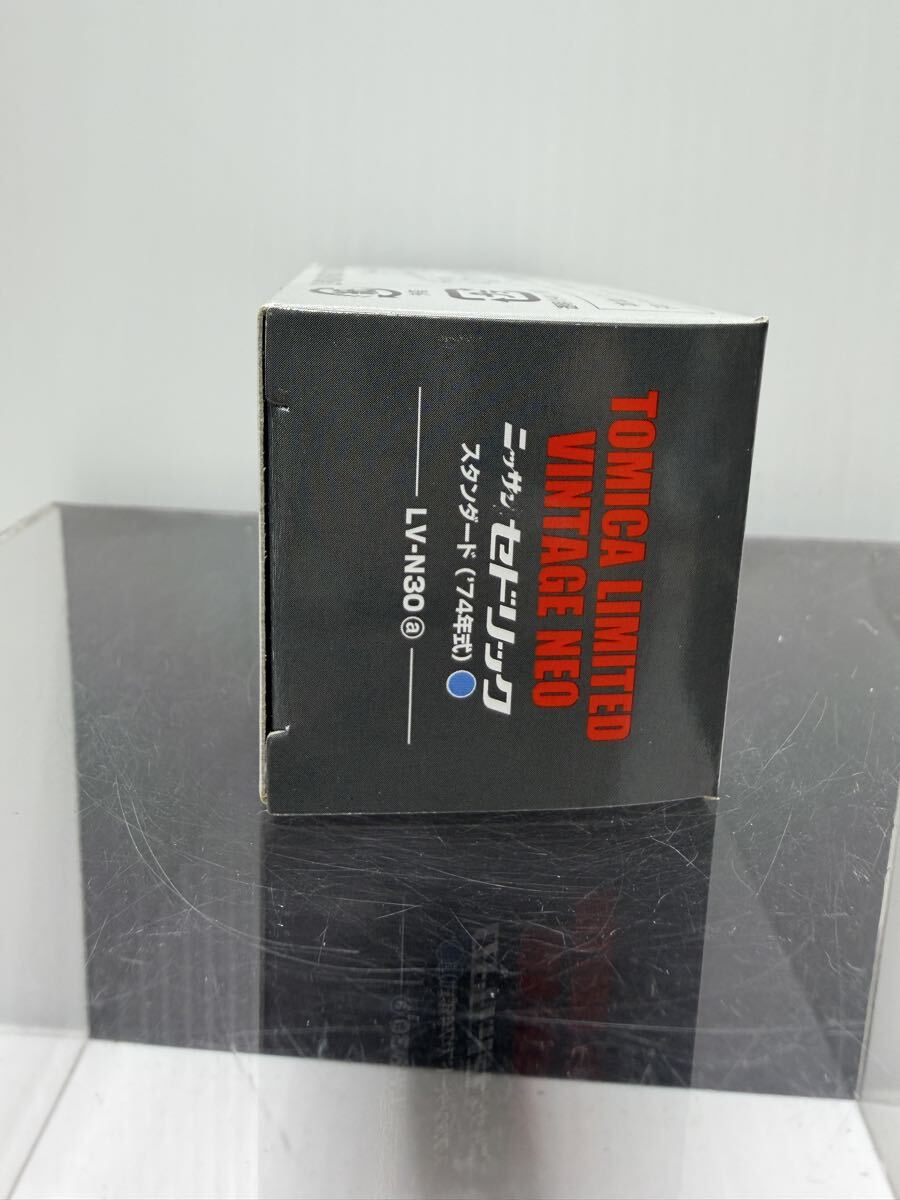 TOMICA LIMITED
VINTAGE NEO
ニッサン セドリック
スタンダード（'74年式）
LV-N30ⓐ